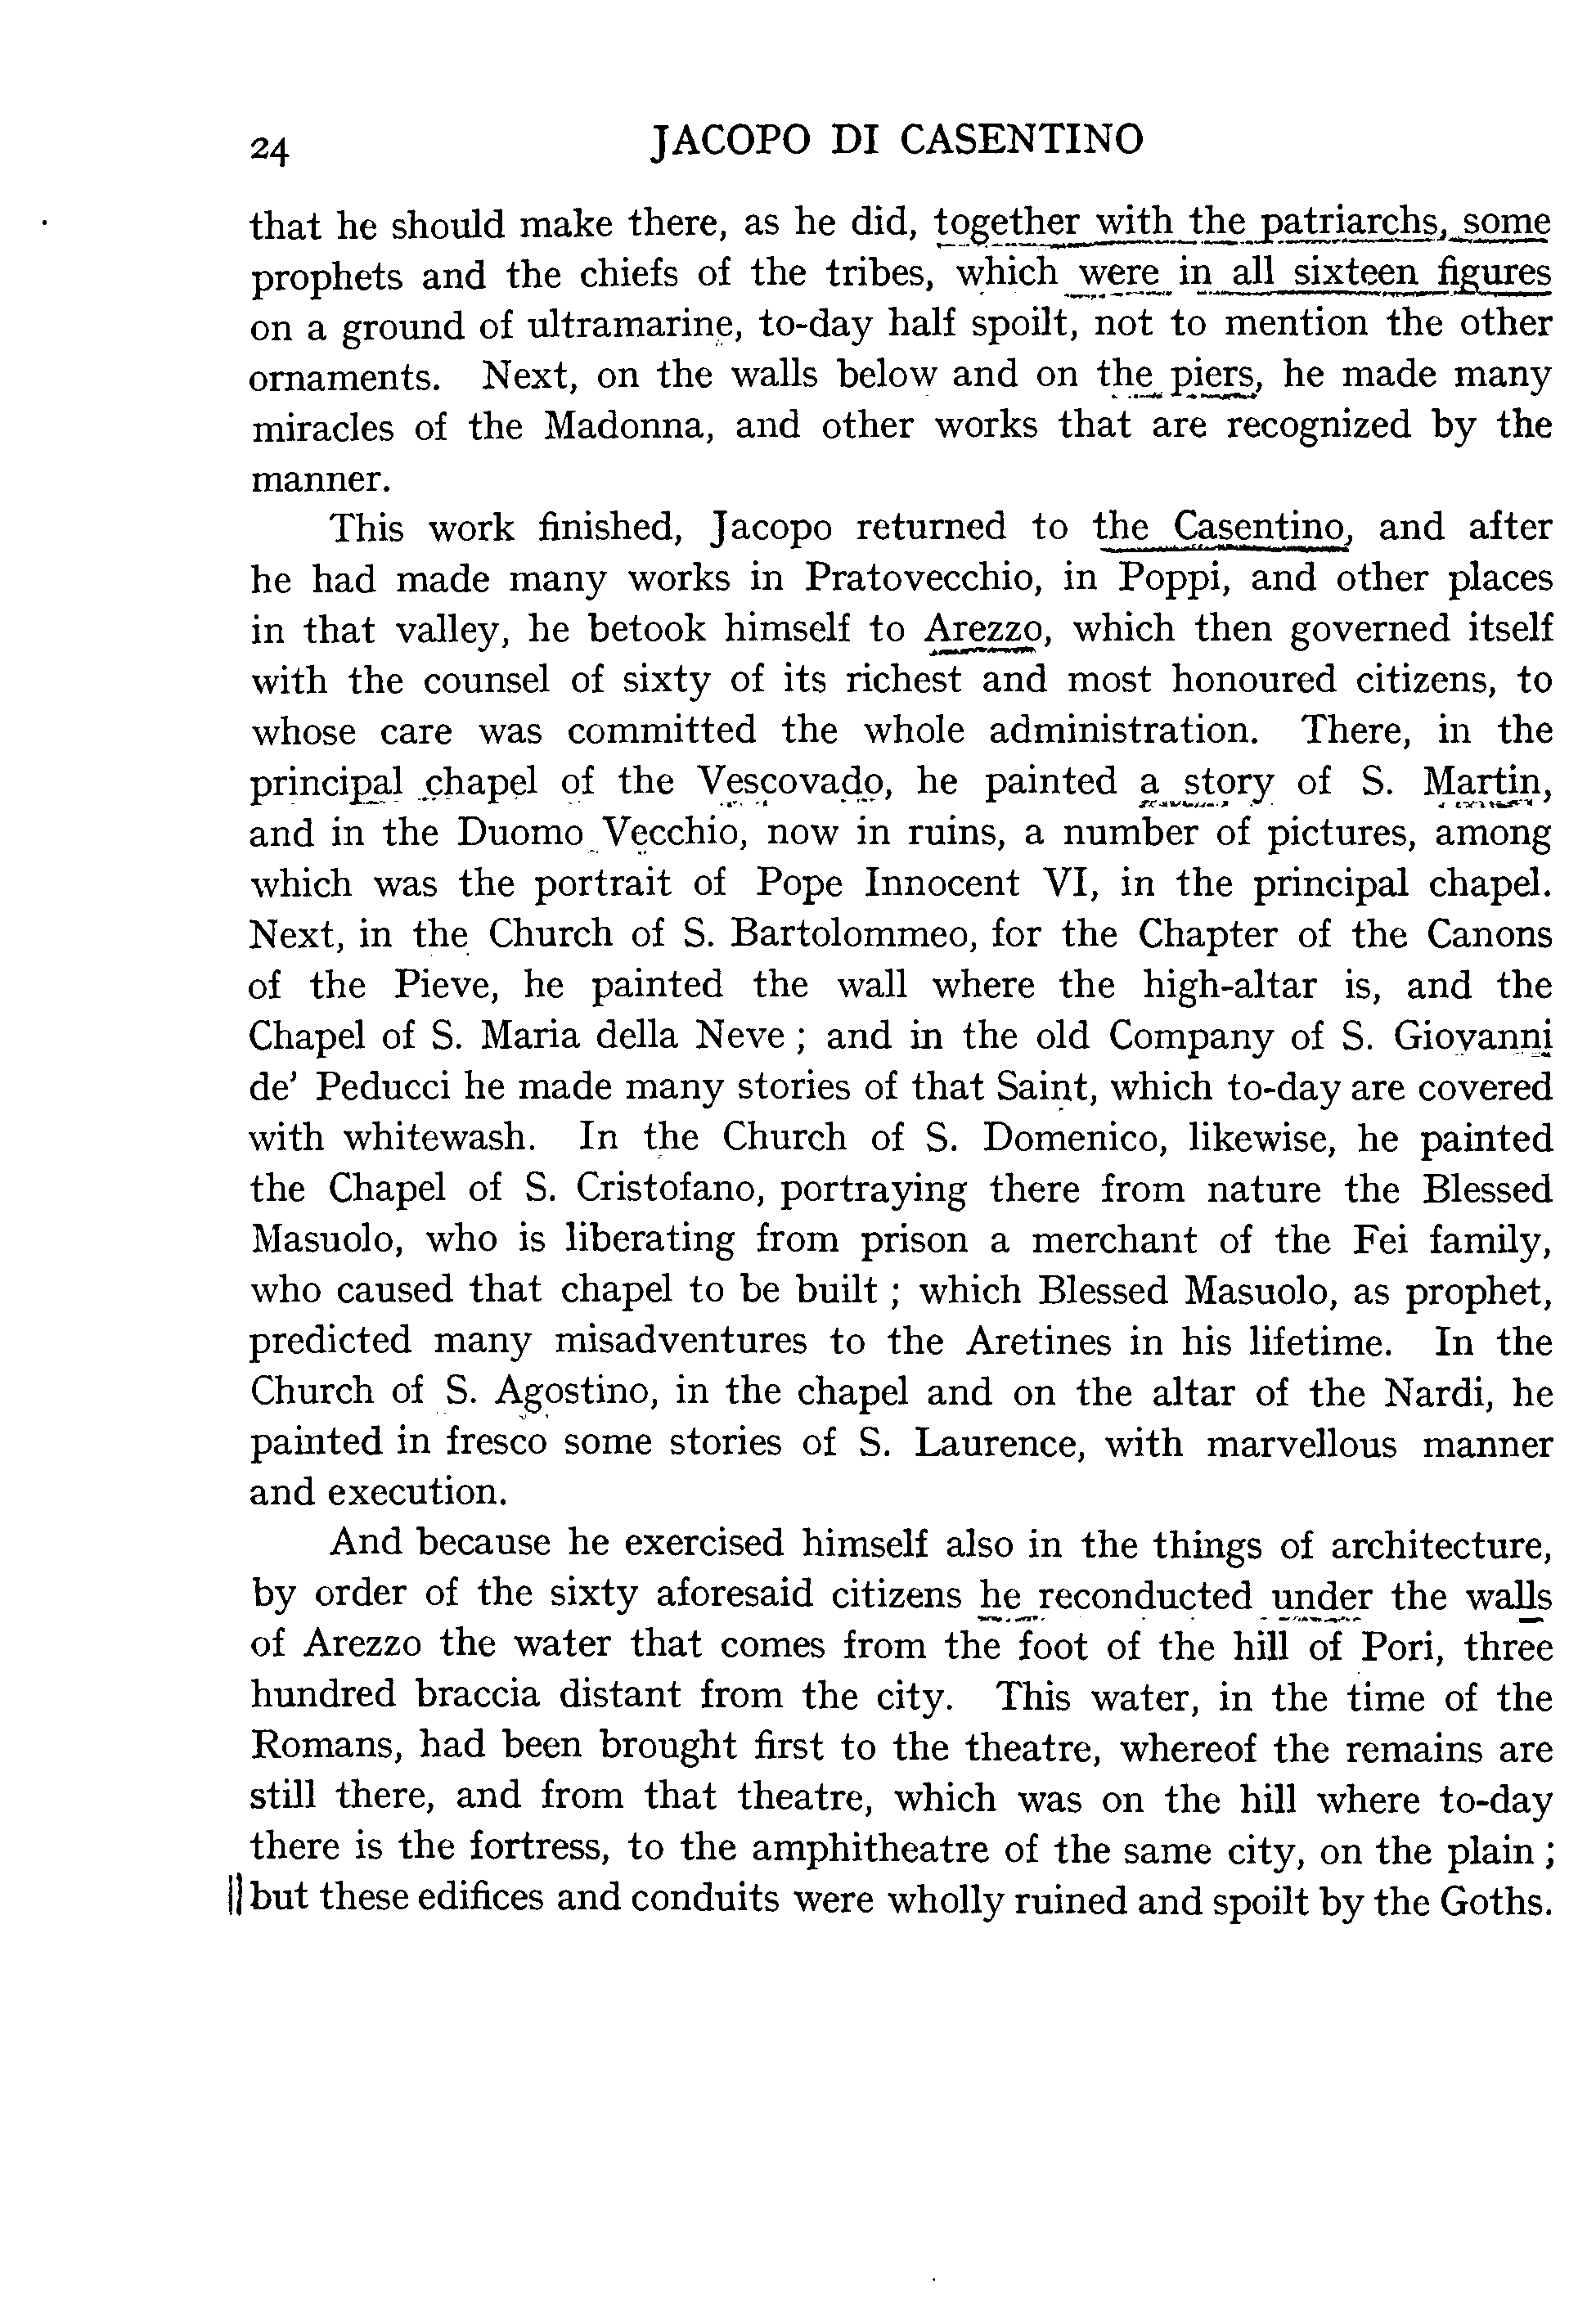 24 JACOPO DI CASENTINO
that he should make there, as he did, together with the patriarchs, some
prophets and the chiefs of the tribes, which were in all sixteen figures
on a ground of ultramarine, to-day half spoilt, not to mention the other
ornaments. Next, on the walls below and on the piers, he made many
miracles of the Madonna, and other works that are recognized by the
manner.
This work finished, Jacopo returned to the Casentino, and after
he had made many works in Pratovecchio, in Poppi, and other places
in that valley, he betook himself to Arezzo, which then governed itself
with the counsel of sixty of its richest and most honoured citizens, to
whose care was committed the whole administration. There, in the
principal chapel of the Vescovado, he painted a story of S. Martin,
and in the Duomo Vecchio, now in ruins, a number of pictures, among
which was the portrait of Pope Innocent VI, in the principal chapel.
Next, in the Church of S. Bartolommeo, for the Chapter of the Canons
of the Pieve, he painted the wall where the high-altar is, and the
Chapel of S. Maria della Neve ; and in the old Company of S. Giovanni
de' Peducci he made many stories of that Saint, which to-day are covered
with whitewash. In the Church of S. Domenico, likewise, he painted
the Chapel of S. Cristofano, portraying there from nature the Blessed
Masuolo, who is liberating from prison a merchant of the Fei family,
who caused that chapel to be built ; which Blessed Masuolo, as prophet,
predicted many misadventures to the Aretines in his lifetime. In the
Church of S. Agostino, in the chapel and on the altar of the Nardi, he
painted in fresco some stories of S. Laurence, with marvellous manner
and execution.
And because he exercised himself also in the things of architecture,
by order of the sixty aforesaid citizens he reconducted under the walls
of Arezzo the water that comes from the foot of the hill of Pori, three
hundred braccia distant from the city. This water, in the time of the
Romans, had been brought first to the theatre, whereof the remains are
still there, and from that theatre, which was on the hill where to-day
there is the fortress, to the amphitheatre of the same city, on the plain ;
but these edifices and conduits were wholly ruined and spoilt by the Goths.